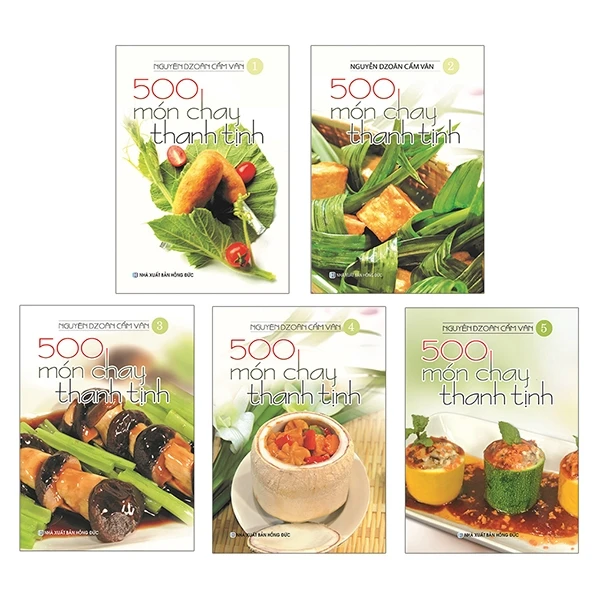 NGUYỄN DZOÃN CẨM VÂN 1
500
món chay
thanh tịnh
NHÀ XUẤT BẢN HỒNG ĐỨC
NGUYỄN DZOÃN CẨM VÂN 2
500
món chay
thanh tịnh
NHÀ XUẤT BẢN HỒNG ĐỨC
NGUYỄN DZOÃN CẨM VÂN 3
500
món chay
thanh tịnh
NHÀ XUẤT BẢN HỒNG ĐỨC
NGUYỄN DZOÃN CẨM VÂN 4
500
món chay
thanh tịnh
NHÀ XUẤT BẢN HỒNG ĐỨC
NGUYỄN DZOÃN CẨM VÂN 5
500
món chay
thanh tịnh
NHÀ XUẤT BẢN HỒNG ĐỨC